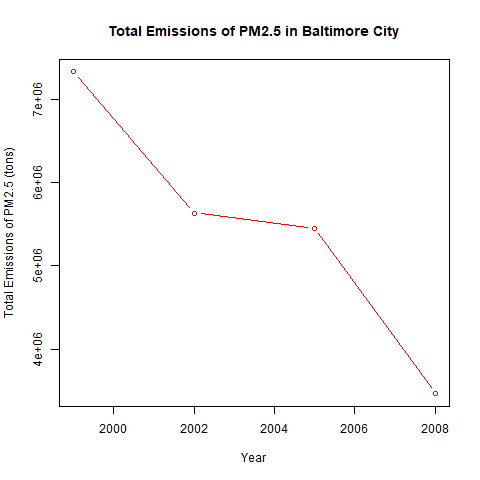 Total Emissions of PM2.5 in Baltimore City
Total Emissions of PM2.5 (tons)
7e+06
6e+06
5e+06
4e+06
2000 2002 2004 2006 2008
Year